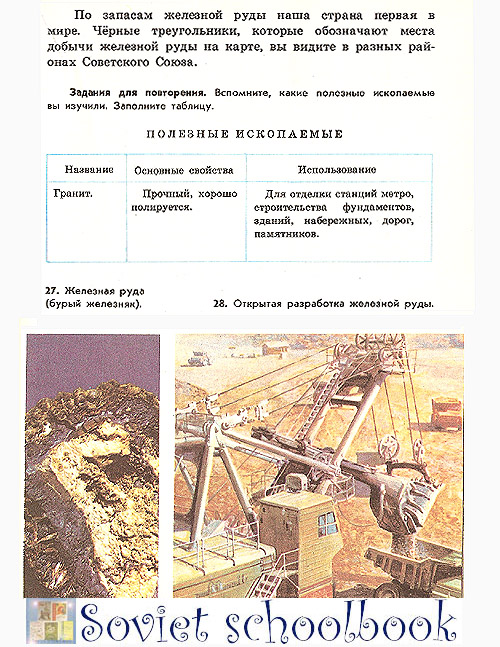 По запасам железной руды наша страна первая в
мире. Чёрные треугольники, которые обозначают места
добычи железной руды на карте, вы видите в разных рай-
онах Советского Союза.
Задания для повторения. Вспомните, какие полезные ископаемые
вы изучили. Заполните таблицу.
ПОЛЕЗНЫЕ ИСКОПАЕМЫЕ
Название Основные свойства Использование
Гранит. Прочный, хорошо Для отделки станций метро,
полируется. строительства фундаментов,
зданий, набережных, дорог,
памятников.
27. Железная руда
(бурый железняк). 28. Открытая разработка железной руды.
Soviet schoolbook